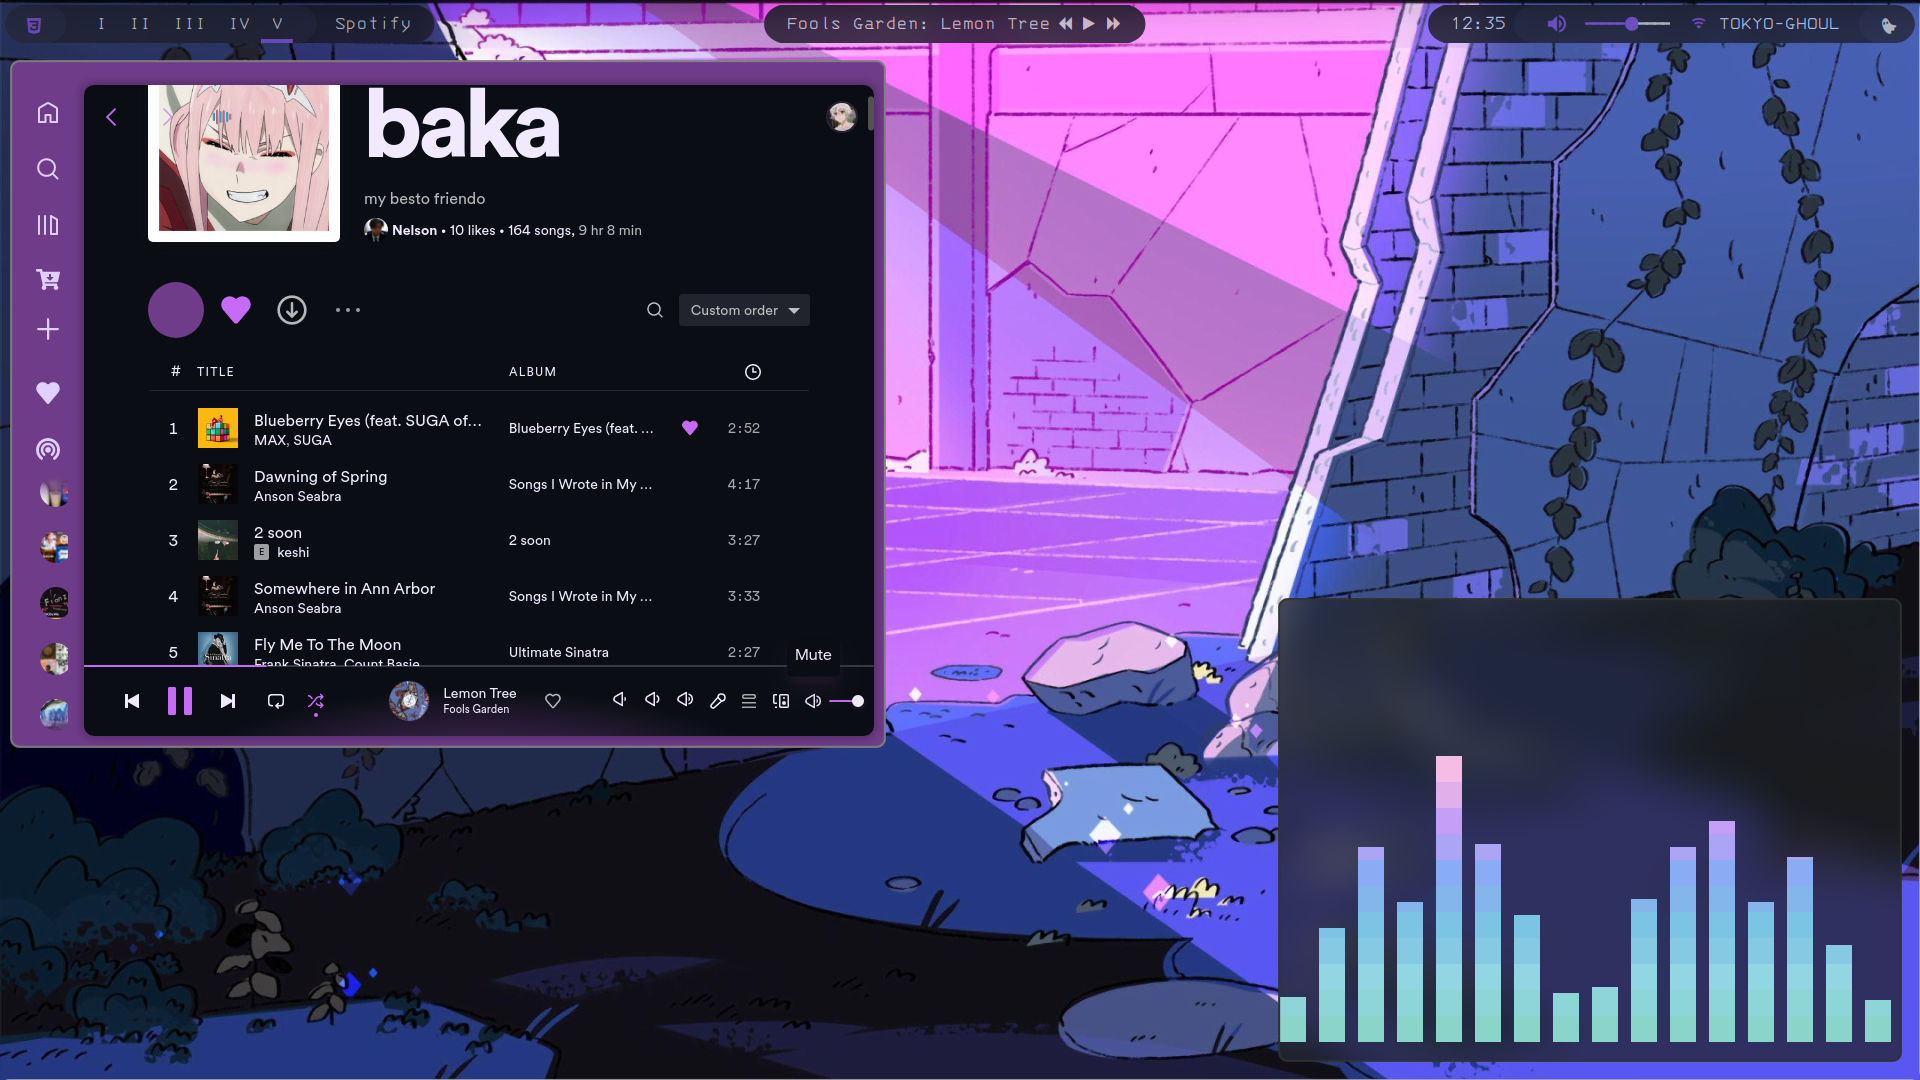 I II III IV V Spotify
Fools Garden: Lemon Tree
12:35 TOKYO-GHOUL
baka
my besto friendo
Nelson • 10 likes • 164 songs, 9 hr 8 min
Custom order
# TITLE ALBUM
1 Blueberry Eyes (feat. SUGA of... Blueberry Eyes (feat. ... 2:52
MAX, SUGA
2 Dawning of Spring Songs I Wrote in My ... 4:17
Anson Seabra
3 2 soon 2 soon 3:27
E keshi
4 Somewhere in Ann Arbor Songs I Wrote in My ... 3:33
Anson Seabra
5 Fly Me To The Moon Ultimate Sinatra 2:27
Frank Sinatra, Count Basie
Mute
Lemon Tree
Fools Garden